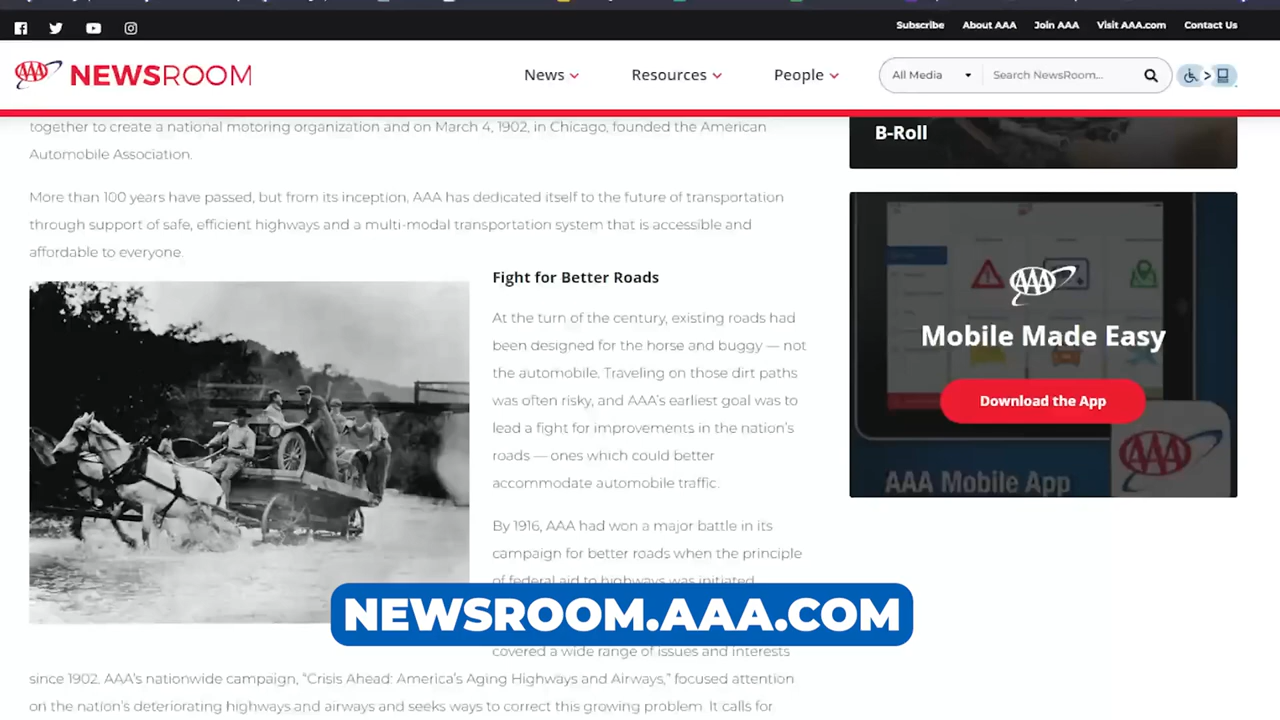 Subscribe
About AAA
Join AAA
Visit AAA.com
Contact Us
AAA NEWSROOM
News
Resources
People
All Media
Search NewsRoom...
together to create a national motoring organization and on March 4, 1902, in Chicago, founded the American
Automobile Association.
More than 100 years have passed, but from its inception, AAA has dedicated itself to the future of transportation
through support of safe, efficient highways and a multi-modal transportation system that is accessible and
affordable to everyone.
Fight for Better Roads
At the turn of the century, existing roads had
been designed for the horse and buggy — not
the automobile. Traveling on those dirt paths
was often risky, and AAA's earliest goal was to
lead a fight for improvements in the nation's
roads — ones which could better
accommodate automobile traffic.
By 1916, AAA had won a major battle in its
campaign for better roads when the principle
of federal aid to highways was initiated
covered a wide range of issues and interests
since 1902. AAA's nationwide campaign, “Crisis Ahead: America's Aging Highways and Airways,” focused attention
on the nation's deteriorating highways and airways and seeks ways to correct this growing problem. It calls for
B-Roll
AAA
Mobile Made Easy
Download the App
AAA
AAA Mobile App
NEWSROOM.AAA.COM